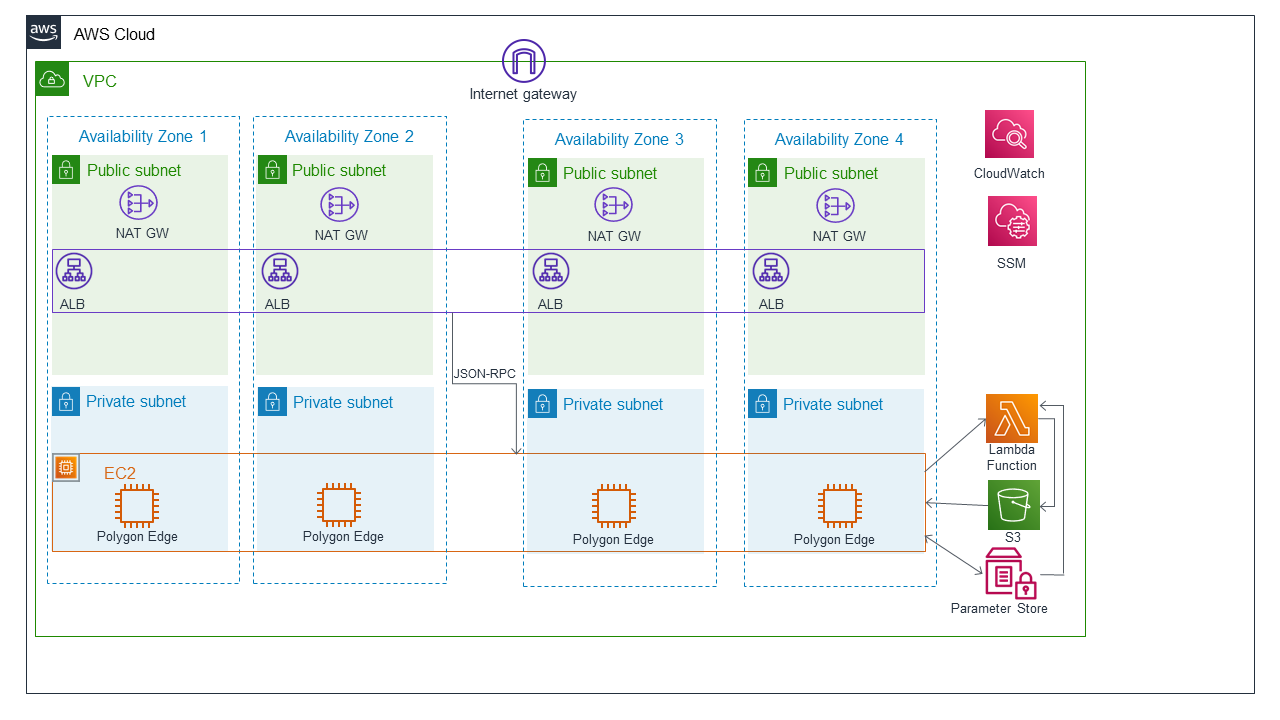 aws
AWS Cloud
VPC
Internet gateway
Availability Zone 1
Availability Zone 2
Availability Zone 3
Availability Zone 4
Public subnet
Public subnet
Public subnet
Public subnet
NAT GW
NAT GW
NAT GW
NAT GW
ALB
ALB
ALB
ALB
CloudWatch
SSM
JSON-RPC
Private subnet
Private subnet
Private subnet
Private subnet
EC2
Polygon Edge
Polygon Edge
Polygon Edge
Polygon Edge
Lambda
Function
S3
Parameter Store